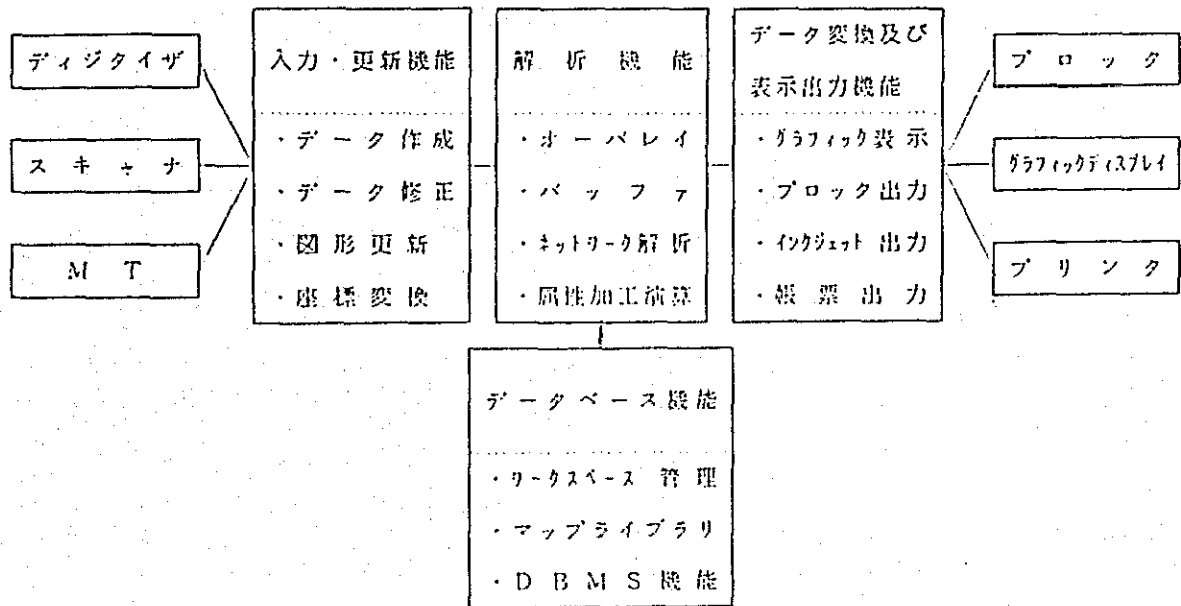 ディジタイザ
スキャナ
MT
入力・更新機能
・データ作成
・データ修正
・図形更新
・座標変換
解析機能
・オーバレイ
・バッファ
・ネットワーク解析
・属性加工演算
データ変換及び
表示出力機能
・グラフィック表示
・プロック出力
・インクジェット出力
・帳票出力
プロック
グラフィックディスプレイ
プリンタ
データベース機能
・ワークスペース管理
・マップライブラリ
・DBMS機能